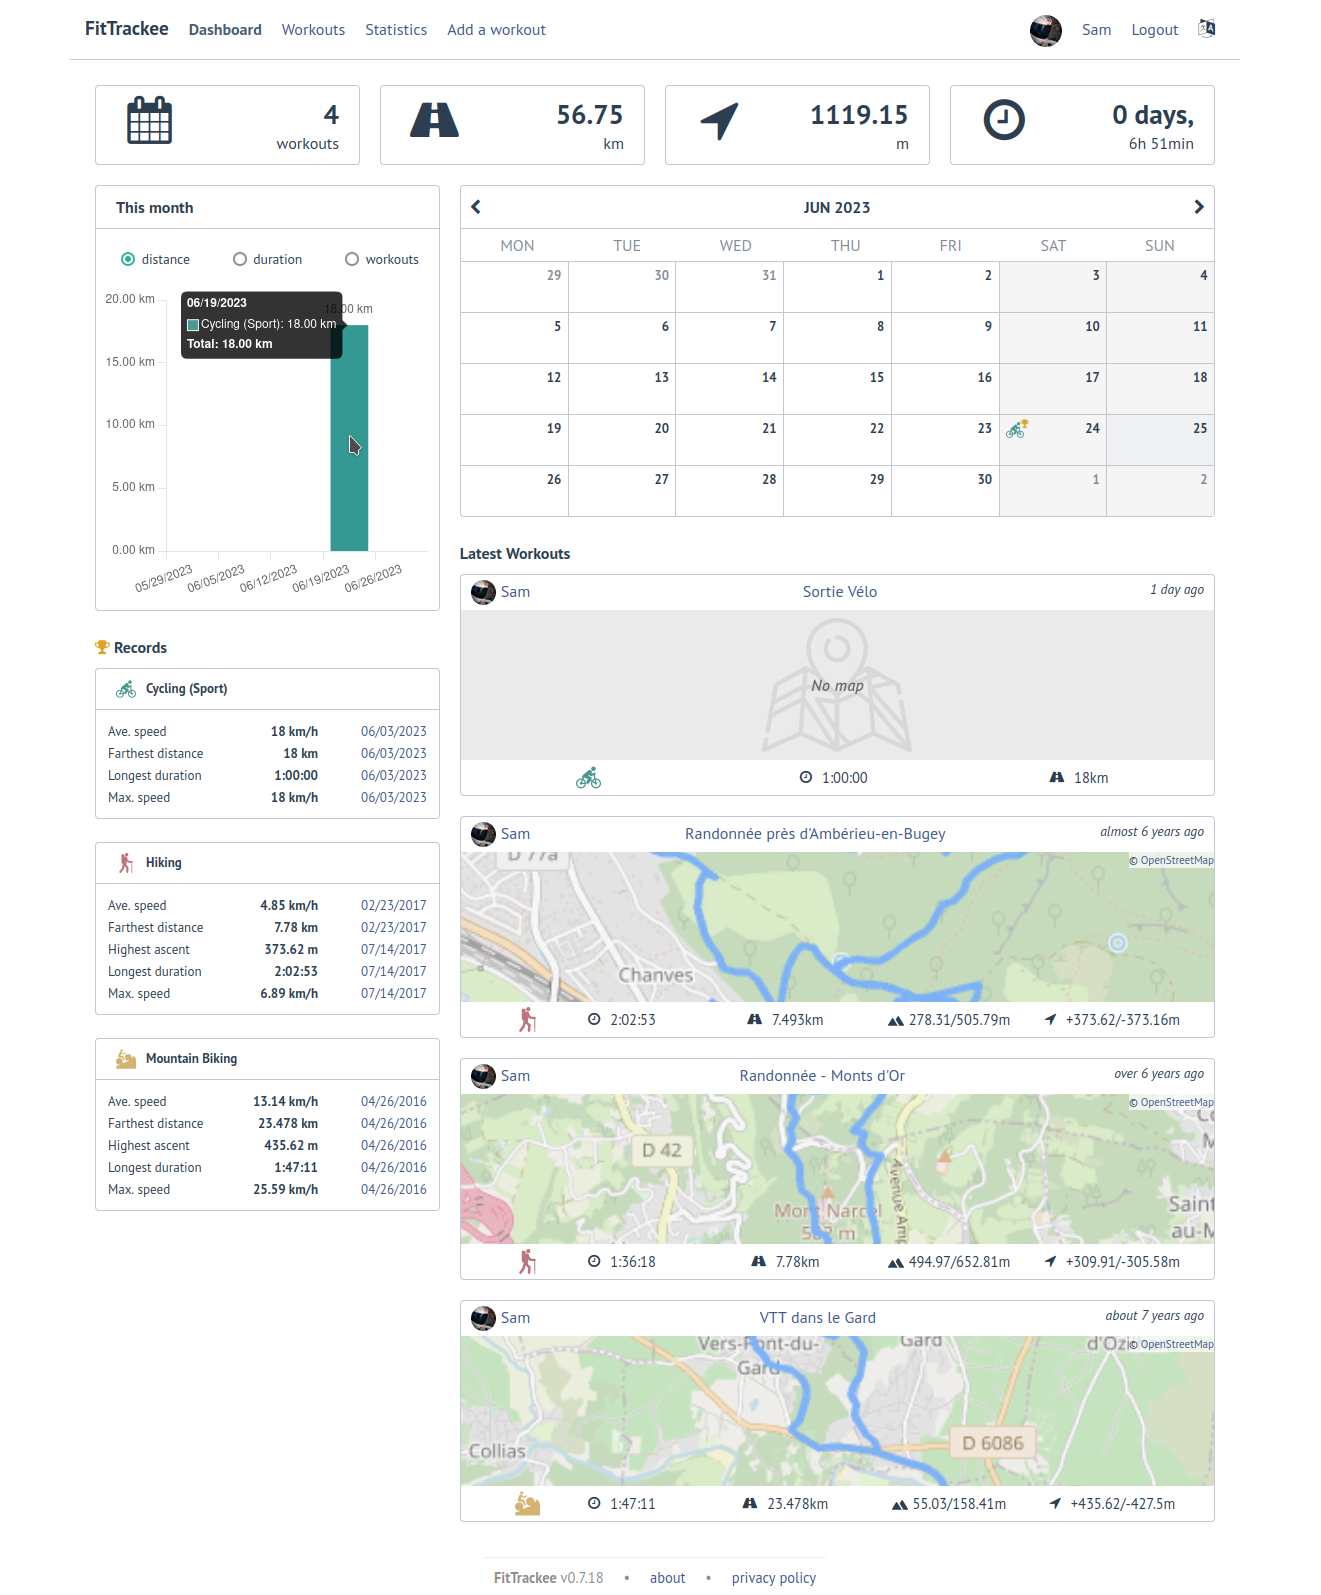 FitTrackee Dashboard Workouts Statistics Add a workout Sam Logout
4
workouts
56.75
km
1119.15
m
0 days,
6h 51min
This month
distance duration workouts
20.00 km
15.00 km
10.00 km
5.00 km
0.00 km
18.00 km
06/19/2023
Cycling (Sport): 18.00 km
Total: 18.00 km
05/29/2023 06/05/2023 06/12/2023 06/19/2023 06/26/2023
JUN 2023
MON TUE WED THU FRI SAT SUN
29 30 31 1 2 3 4
5 6 7 8 9 10 11
12 13 14 15 16 17 18
19 20 21 22 23 24 25
26 27 28 29 30 1 2
Records
Cycling (Sport)
Ave. speed 18 km/h 06/03/2023
Farthest distance 18 km 06/03/2023
Longest duration 1:00:00 06/03/2023
Max. speed 18 km/h 06/03/2023
Hiking
Ave. speed 4.85 km/h 02/23/2017
Farthest distance 7.78 km 02/23/2017
Highest ascent 373.62 m 07/14/2017
Longest duration 2:02:53 07/14/2017
Max. speed 6.89 km/h 07/14/2017
Mountain Biking
Ave. speed 13.14 km/h 04/26/2016
Farthest distance 23.478 km 04/26/2016
Highest ascent 435.62 m 04/26/2016
Longest duration 1:47:11 04/26/2016
Max. speed 25.59 km/h 04/26/2016
Latest Workouts
Sam Sortie Vélo 1 day ago
No map
1:00:00 18km
Sam Randonnée près d'Ambérieu-en-Bugey almost 6 years ago
© OpenStreetMap
D 77a
Chanves
2:02:53 7.493km 278.31/505.79m +373.62/-373.16m
Sam Randonnée - Monts d'Or over 6 years ago
© OpenStreetMap
D 42
Avenue Amp
Mont Narcel
Saint
au-M
1:36:18 7.78km 494.97/652.81m +309.91/-305.58m
Sam VTT dans le Gard about 7 years ago
© OpenStreetMap
Vers-Pont-du-
Gard
Gard
d'Ozi
D 6086
Collias
1:47:11 23.478km 55.03/158.41m +435.62/-427.5m
FitTrackee v0.7.18 • about • privacy policy